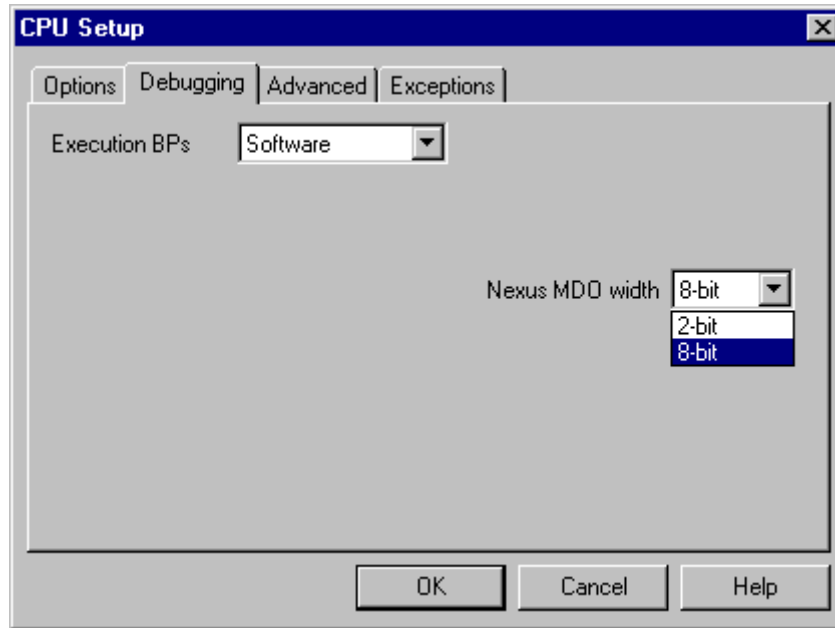 CPU Setup
Options Debugging Advanced Exceptions
Execution BPs Software
Nexus MDO width 8-bit
2-bit
8-bit
OK Cancel Help